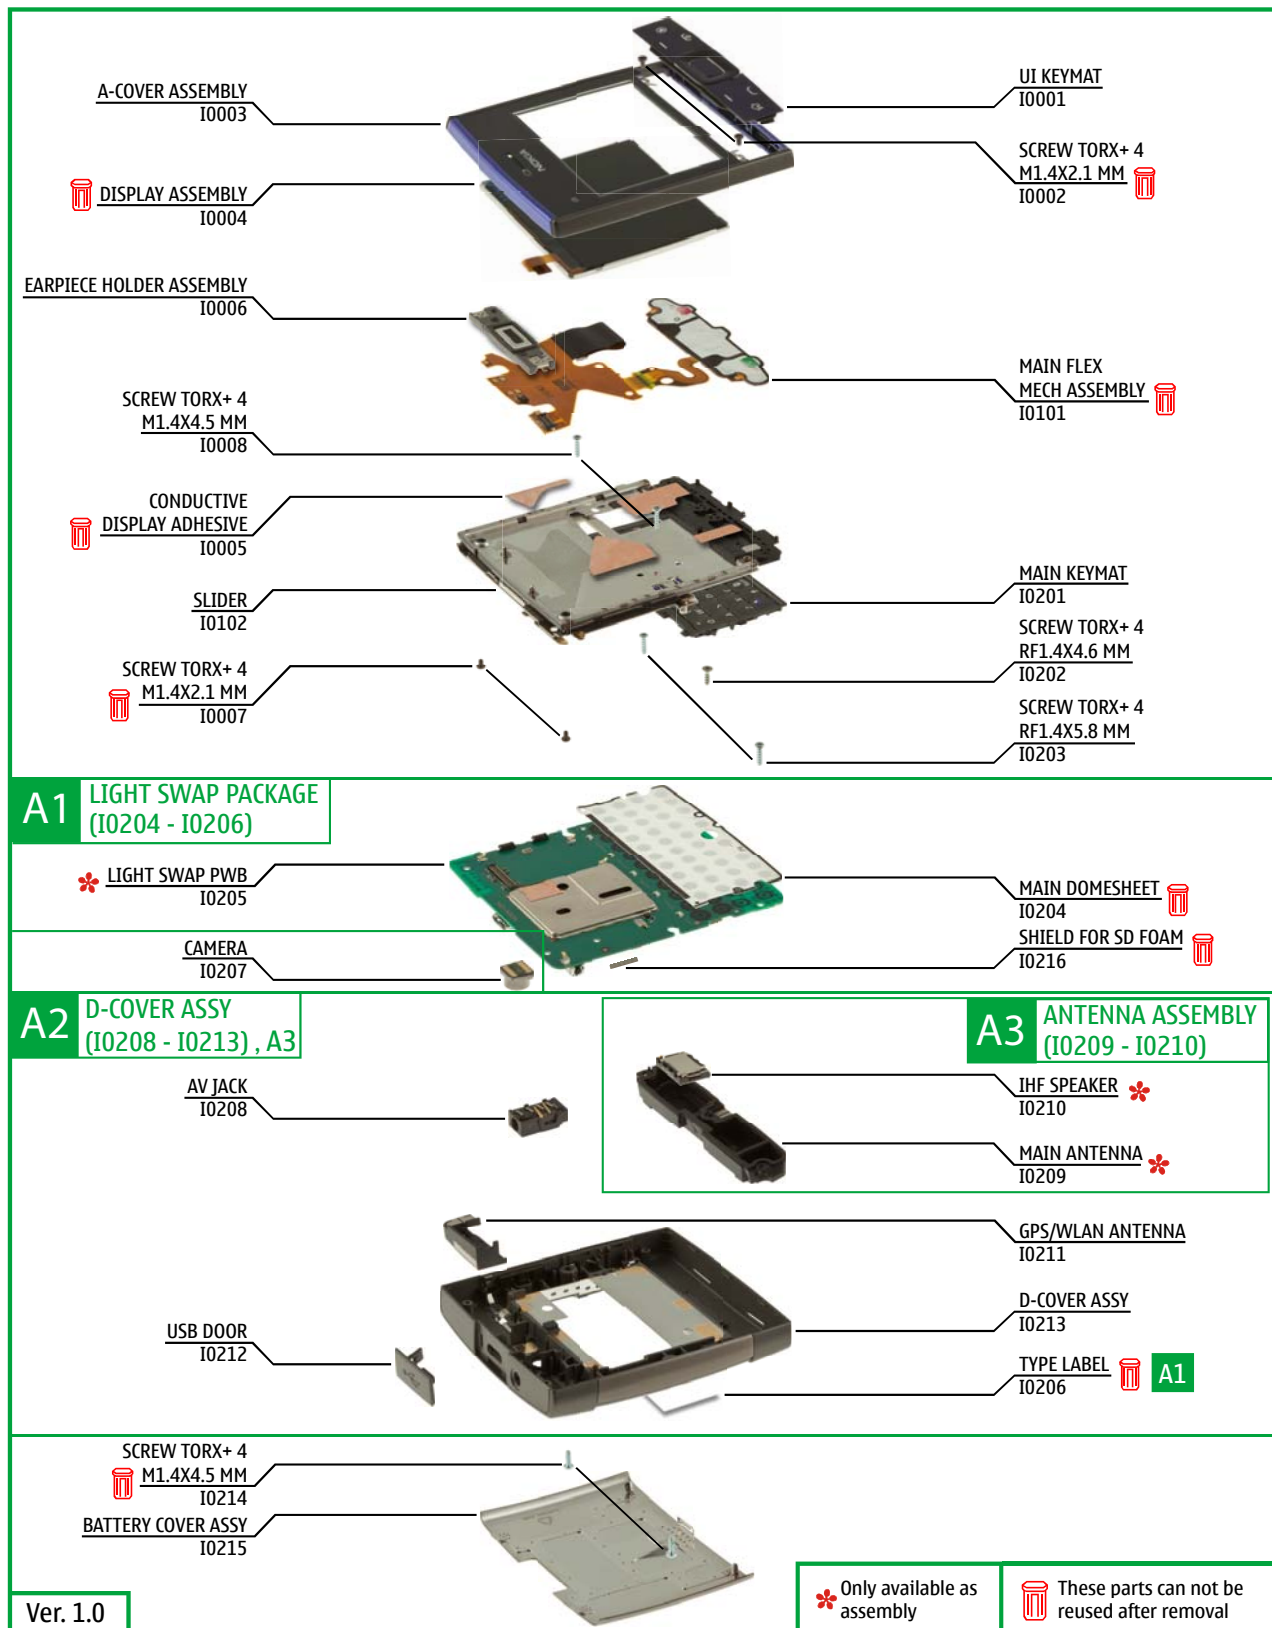 A-COVER ASSEMBLY
I0003
UI KEYMAT
I0001
SCREW TORX+ 4
M1.4X2.1 MM
I0002
DISPLAY ASSEMBLY
I0004
NOKIA
EARPIECE HOLDER ASSEMBLY
I0006
MAIN FLEX
MECH ASSEMBLY
I0101
SCREW TORX+ 4
M1.4X4.5 MM
I0008
CONDUCTIVE
DISPLAY ADHESIVE
I0005
SLIDER
I0102
MAIN KEYMAT
I0201
SCREW TORX+ 4
RF1.4X4.6 MM
I0202
SCREW TORX+ 4
M1.4X2.1 MM
I0007
SCREW TORX+ 4
RF1.4X5.8 MM
I0203
A1
LIGHT SWAP PACKAGE
(I0204 - I0206)
LIGHT SWAP PWB
I0205
MAIN DOMESHEET
I0204
SHIELD FOR SD FOAM
I0216
CAMERA
I0207
A2
D-COVER ASSY
(I0208 - I0213) , A3
A3
ANTENNA ASSEMBLY
(I0209 - I0210)
AV JACK
I0208
IHF SPEAKER
I0210
MAIN ANTENNA
I0209
GPS/WLAN ANTENNA
I0211
D-COVER ASSY
I0213
USB DOOR
I0212
TYPE LABEL
I0206
A1
SCREW TORX+ 4
M1.4X4.5 MM
I0214
BATTERY COVER ASSY
I0215
Ver. 1.0
Only available as
assembly
These parts can not be
reused after removal